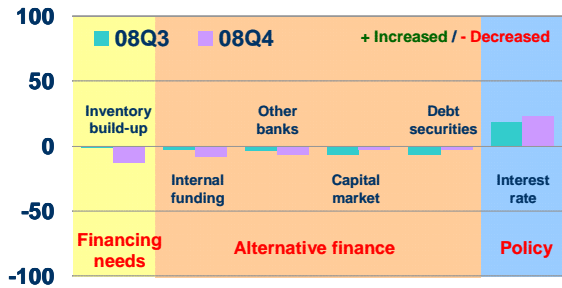 100
08Q3 08Q4 + Increased / - Decreased
50
Inventory build-up
Other banks
Debt securities
0
Internal funding
Capital market
Interest rate
-50
Financing needs
Alternative finance
Policy
-100